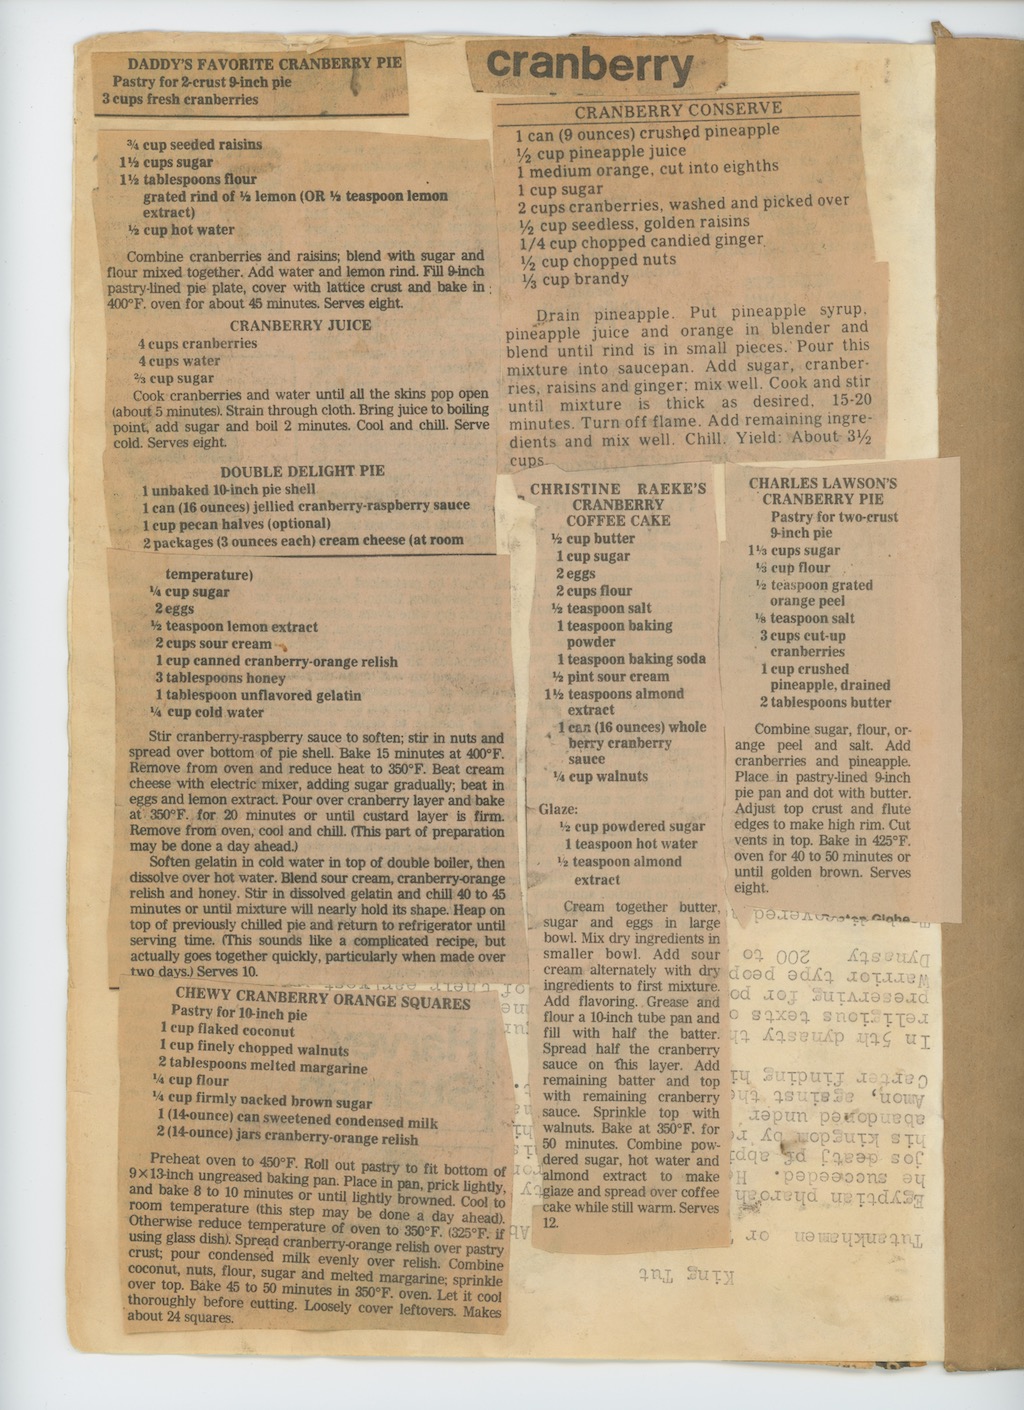 DADDY'S FAVORITE CRANBERRY PIE
Pastry for 2-crust 9-inch pie
3 cups fresh cranberries
¾ cup seeded raisins
1½ cups sugar
1½ tablespoons flour
grated rind of ½ lemon (OR ½ teaspoon lemon
extract)
½ cup hot water
Combine cranberries and raisins; blend with sugar and
flour mixed together. Add water and lemon rind. Fill 9-inch
pastry-lined pie plate, cover with lattice crust and bake in
400°F. oven for about 45 minutes. Serves eight.
CRANBERRY JUICE
4 cups cranberries
4 cups water
⅔ cup sugar
Cook cranberries and water until all the skins pop open
(about 5 minutes). Strain through cloth. Bring juice to boiling
point, add sugar and boil 2 minutes. Cool and chill. Serve
cold. Serves eight.
DOUBLE DELIGHT PIE
1 unbaked 10-inch pie shell
1 can (16 ounces) jellied cranberry-raspberry sauce
1 cup pecan halves (optional)
2 packages (3 ounces each) cream cheese (at room
temperature)
¼ cup sugar
2 eggs
½ teaspoon lemon extract
2 cups sour cream
1 cup canned cranberry-orange relish
3 tablespoons honey
1 tablespoon unflavored gelatin
¼ cup cold water
Stir cranberry-raspberry sauce to soften; stir in nuts and
spread over bottom of pie shell. Bake 15 minutes at 400°F.
Remove from oven and reduce heat to 350°F. Beat cream
cheese with electric mixer, adding sugar gradually; beat in
eggs and lemon extract. Pour over cranberry layer and bake
at 350°F. for 20 minutes or until custard layer is firm.
Remove from oven, cool and chill. (This part of preparation
may be done a day ahead.)
Soften gelatin in cold water in top of double boiler, then
dissolve over hot water. Blend sour cream, cranberry-orange
relish and honey. Stir in dissolved gelatin and chill 40 to 45
minutes or until mixture will nearly hold its shape. Heap on
top of previously chilled pie and return to refrigerator until
serving time. (This sounds like a complicated recipe, but
actually goes together quickly, particularly when made over
two days.) Serves 10.
CHEWY CRANBERRY ORANGE SQUARES
Pastry for 10-inch pie
1 cup flaked coconut
1 cup finely chopped walnuts
2 tablespoons melted margarine
¼ cup flour
¼ cup firmly packed brown sugar
1 (14-ounce) can sweetened condensed milk
2 (14-ounce) jars cranberry-orange relish
Preheat oven to 450°F. Roll out pastry to fit bottom of
9×13-inch ungreased baking pan. Place in pan, prick lightly,
and bake 8 to 10 minutes or until lightly browned. Cool to
room temperature (this step may be done a day ahead).
Otherwise reduce temperature of oven to 350°F. (325°F. if
using glass dish). Spread cranberry-orange relish over pastry
crust; pour condensed milk evenly over relish. Combine
coconut, nuts, flour, sugar and melted margarine; sprinkle
over top. Bake 45 to 50 minutes in 350°F. oven. Let it cool
thoroughly before cutting. Loosely cover leftovers. Makes
about 24 squares.
cranberry
CRANBERRY CONSERVE
1 can (9 ounces) crushed pineapple
½ cup pineapple juice
1 medium orange, cut into eighths
1 cup sugar
2 cups cranberries, washed and picked over
½ cup seedless, golden raisins
1/4 cup chopped candied ginger
½ cup chopped nuts
⅓ cup brandy
Drain pineapple. Put pineapple syrup,
pineapple juice and orange in blender and
blend until rind is in small pieces. Pour this
mixture into saucepan. Add sugar, cranber-
ries, raisins and ginger; mix well. Cook and stir
until mixture is thick as desired, 15-20
minutes. Turn off flame. Add remaining ingre-
dients and mix well. Chill. Yield: About 3½
cups
CHRISTINE RAEKE'S
CRANBERRY
COFFEE CAKE
½ cup butter
1 cup sugar
2 eggs
2 cups flour
½ teaspoon salt
1 teaspoon baking
powder
1 teaspoon baking soda
½ pint sour cream
1½ teaspoons almond
extract
1 can (16 ounces) whole
berry cranberry
sauce
¼ cup walnuts
Glaze:
½ cup powdered sugar
1 teaspoon hot water
½ teaspoon almond
extract
Cream together butter,
sugar and eggs in large
bowl. Mix dry ingredients in
smaller bowl. Add sour
cream alternately with dry
ingredients to first mixture.
Add flavoring. Grease and
flour a 10-inch tube pan and
fill with half the batter.
Spread half the cranberry
sauce on this layer. Add
remaining batter and top
with remaining cranberry
sauce. Sprinkle top with
walnuts. Bake at 350°F. for
50 minutes. Combine pow-
dered sugar, hot water and
almond extract to make
glaze and spread over coffee
cake while still warm. Serves
12.
CHARLES LAWSON'S
CRANBERRY PIE
Pastry for two-crust
9-inch pie
1⅓ cups sugar
⅓ cup flour
½ teaspoon grated
orange peel
⅛ teaspoon salt
3 cups cut-up
cranberries
1 cup crushed
pineapple, drained
2 tablespoons butter
Combine sugar, flour, or-
ange peel and salt. Add
cranberries and pineapple.
Place in pastry-lined 9-inch
pie pan and dot with butter.
Adjust top crust and flute
edges to make high rim. Cut
vents in top. Bake in 425°F.
oven for 40 to 50 minutes or
until golden brown. Serves
eight.
Globe
King Tut
Tutankhamen or
Egyptian pharoah
he succeeded.
jos deatj pf
his kingdom by
abandoned under
Amon, against the
Carter finding
In 5th dynasty
religious texts
preserving for
Warrior type
Dynasty 200 to